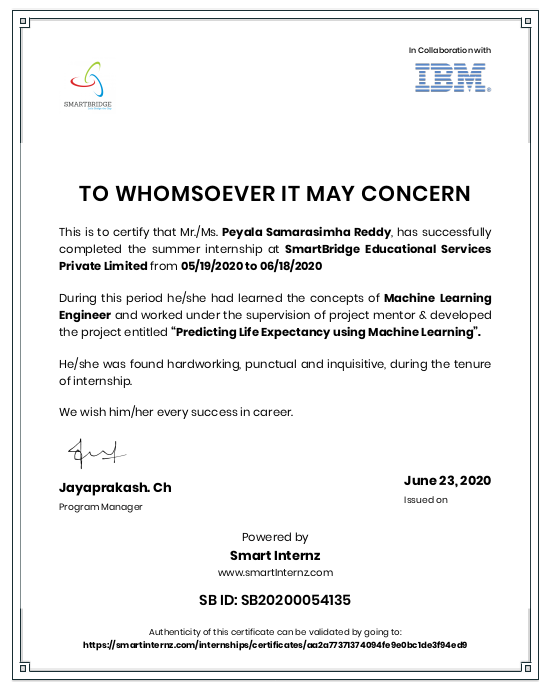 In Collaboration with
IBM
SMARTBRIDGE
TO WHOMSOEVER IT MAY CONCERN
This is to certify that Mr./Ms. Peyala Samarasimha Reddy, has successfully
completed the summer internship at SmartBridge Educational Services
Private Limited from 05/19/2020 to 06/18/2020
During this period he/she had learned the concepts of Machine Learning
Engineer and worked under the supervision of project mentor & developed
the project entitled "Predicting Life Expectancy using Machine Learning".
He/she was found hardworking, punctual and inquisitive, during the tenure
of internship.
We wish him/her every success in career.
Jayaprakash. Ch
Program Manager
June 23, 2020
Issued on
Powered by
Smart Internz
www.smartInternz.com
SB ID: SB20200054135
Authenticity of this certificate can be validated by going to:
https://smartinternz.com/internships/certificates/aa2a77371374094fe9e0bc1de3f94ed9